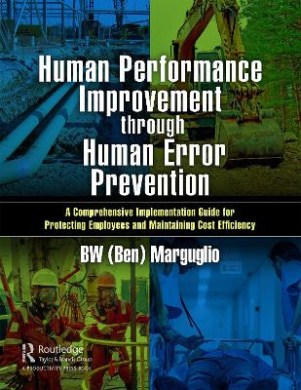 Human Performance
Improvement
through
Human Error
Prevention
A Comprehensive Implementation Guide for
Protecting Employees and Maintaining Cost Efficiency
BW (Ben) Marguglio
Routledge
Taylor & Francis Group
A PRODUCTIVITY PRESS BOOK